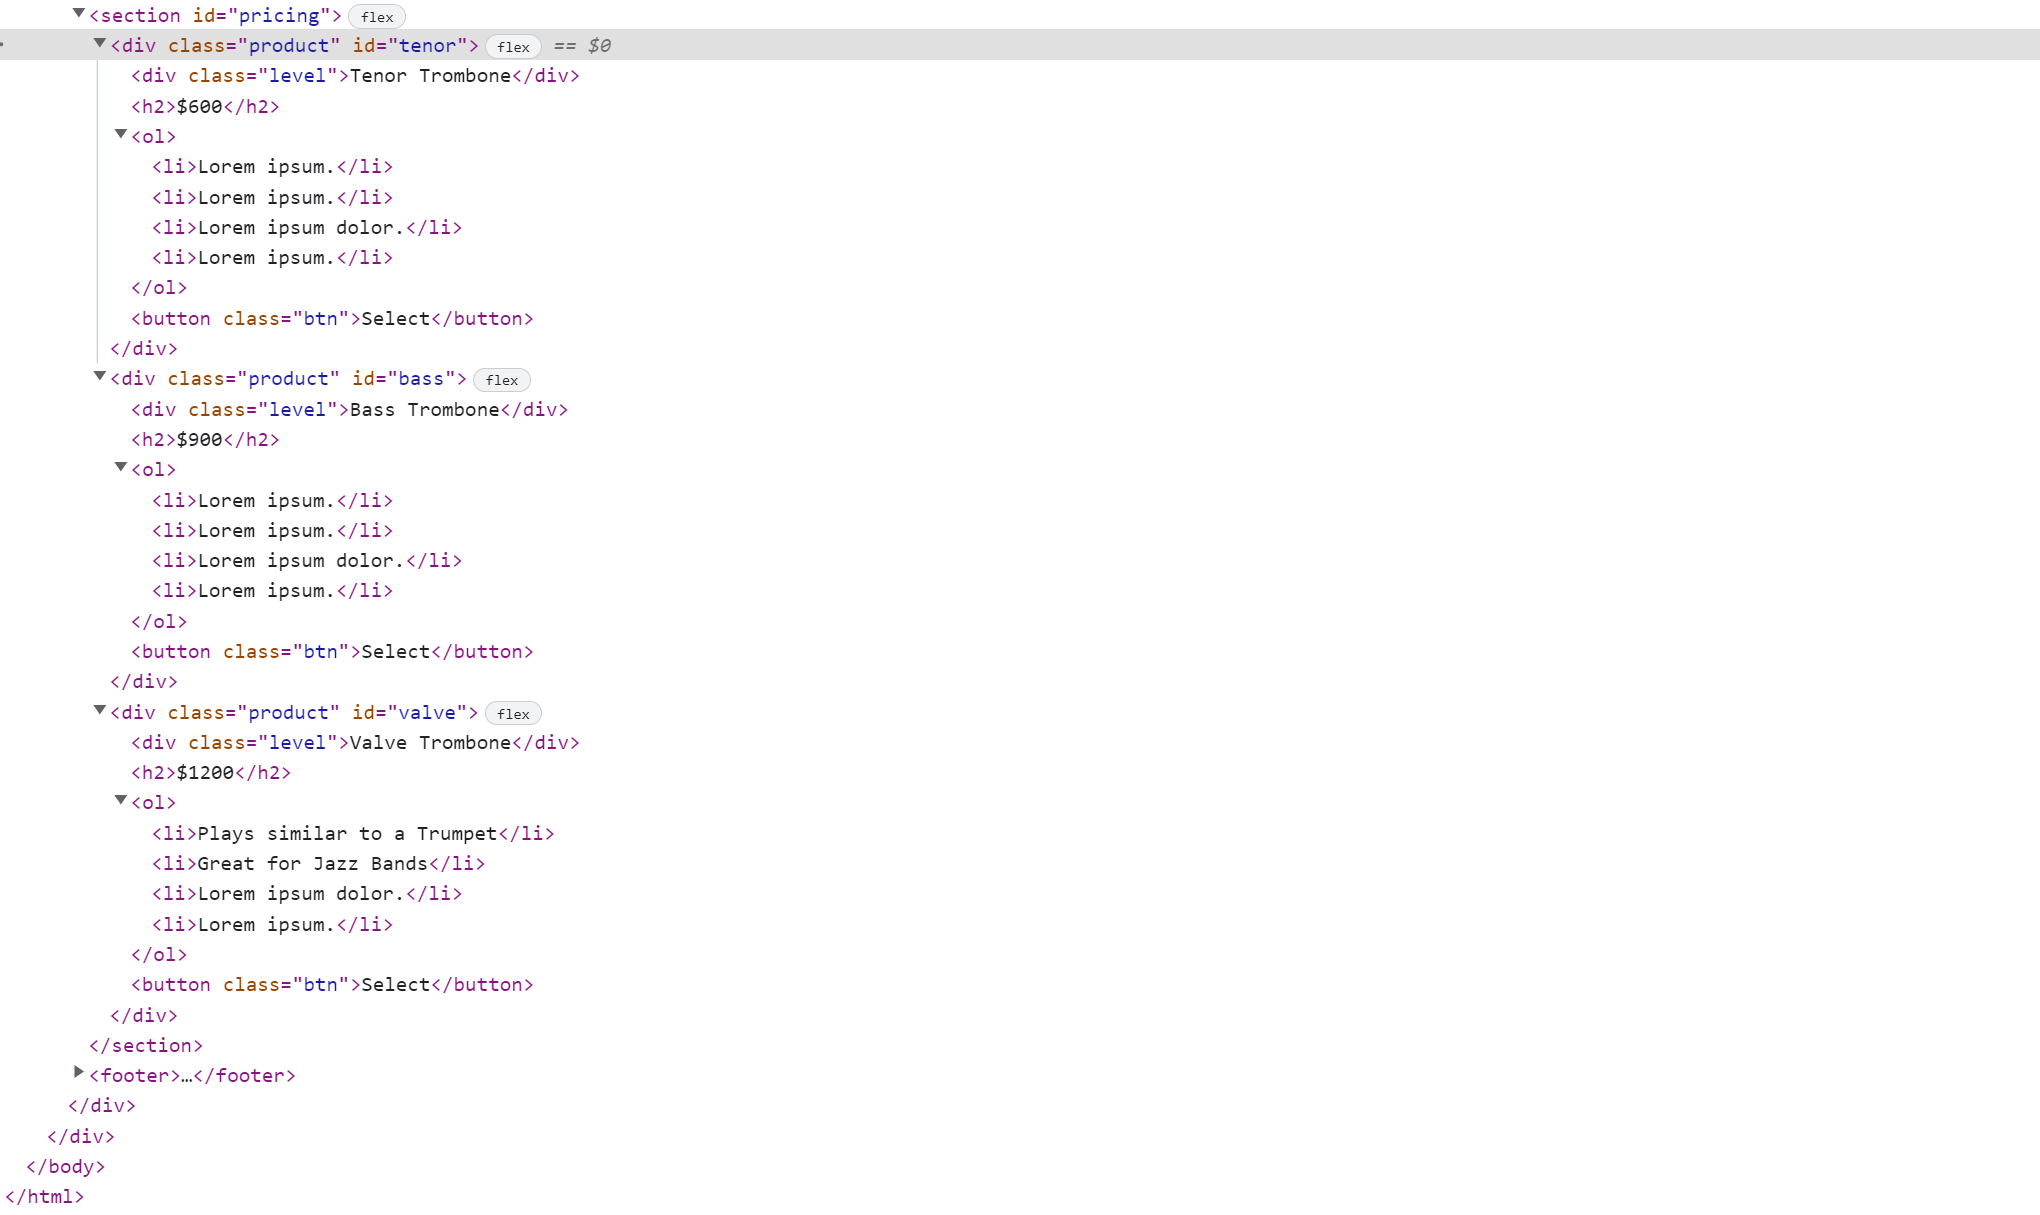 <section id="pricing"> flex
<div class="product" id="tenor"> flex == $0
<div class="level">Tenor Trombone</div>
<h2>$600</h2>
<ol>
<li>Lorem ipsum.</li>
<li>Lorem ipsum.</li>
<li>Lorem ipsum dolor.</li>
<li>Lorem ipsum.</li>
</ol>
<button class="btn">Select</button>
</div>
<div class="product" id="bass"> flex
<div class="level">Bass Trombone</div>
<h2>$900</h2>
<ol>
<li>Lorem ipsum.</li>
<li>Lorem ipsum.</li>
<li>Lorem ipsum dolor.</li>
<li>Lorem ipsum.</li>
</ol>
<button class="btn">Select</button>
</div>
<div class="product" id="valve"> flex
<div class="level">Valve Trombone</div>
<h2>$1200</h2>
<ol>
<li>Plays similar to a Trumpet</li>
<li>Great for Jazz Bands</li>
<li>Lorem ipsum dolor.</li>
<li>Lorem ipsum.</li>
</ol>
<button class="btn">Select</button>
</div>
</section>
<footer>…</footer>
</div>
</div>
</body>
</html>